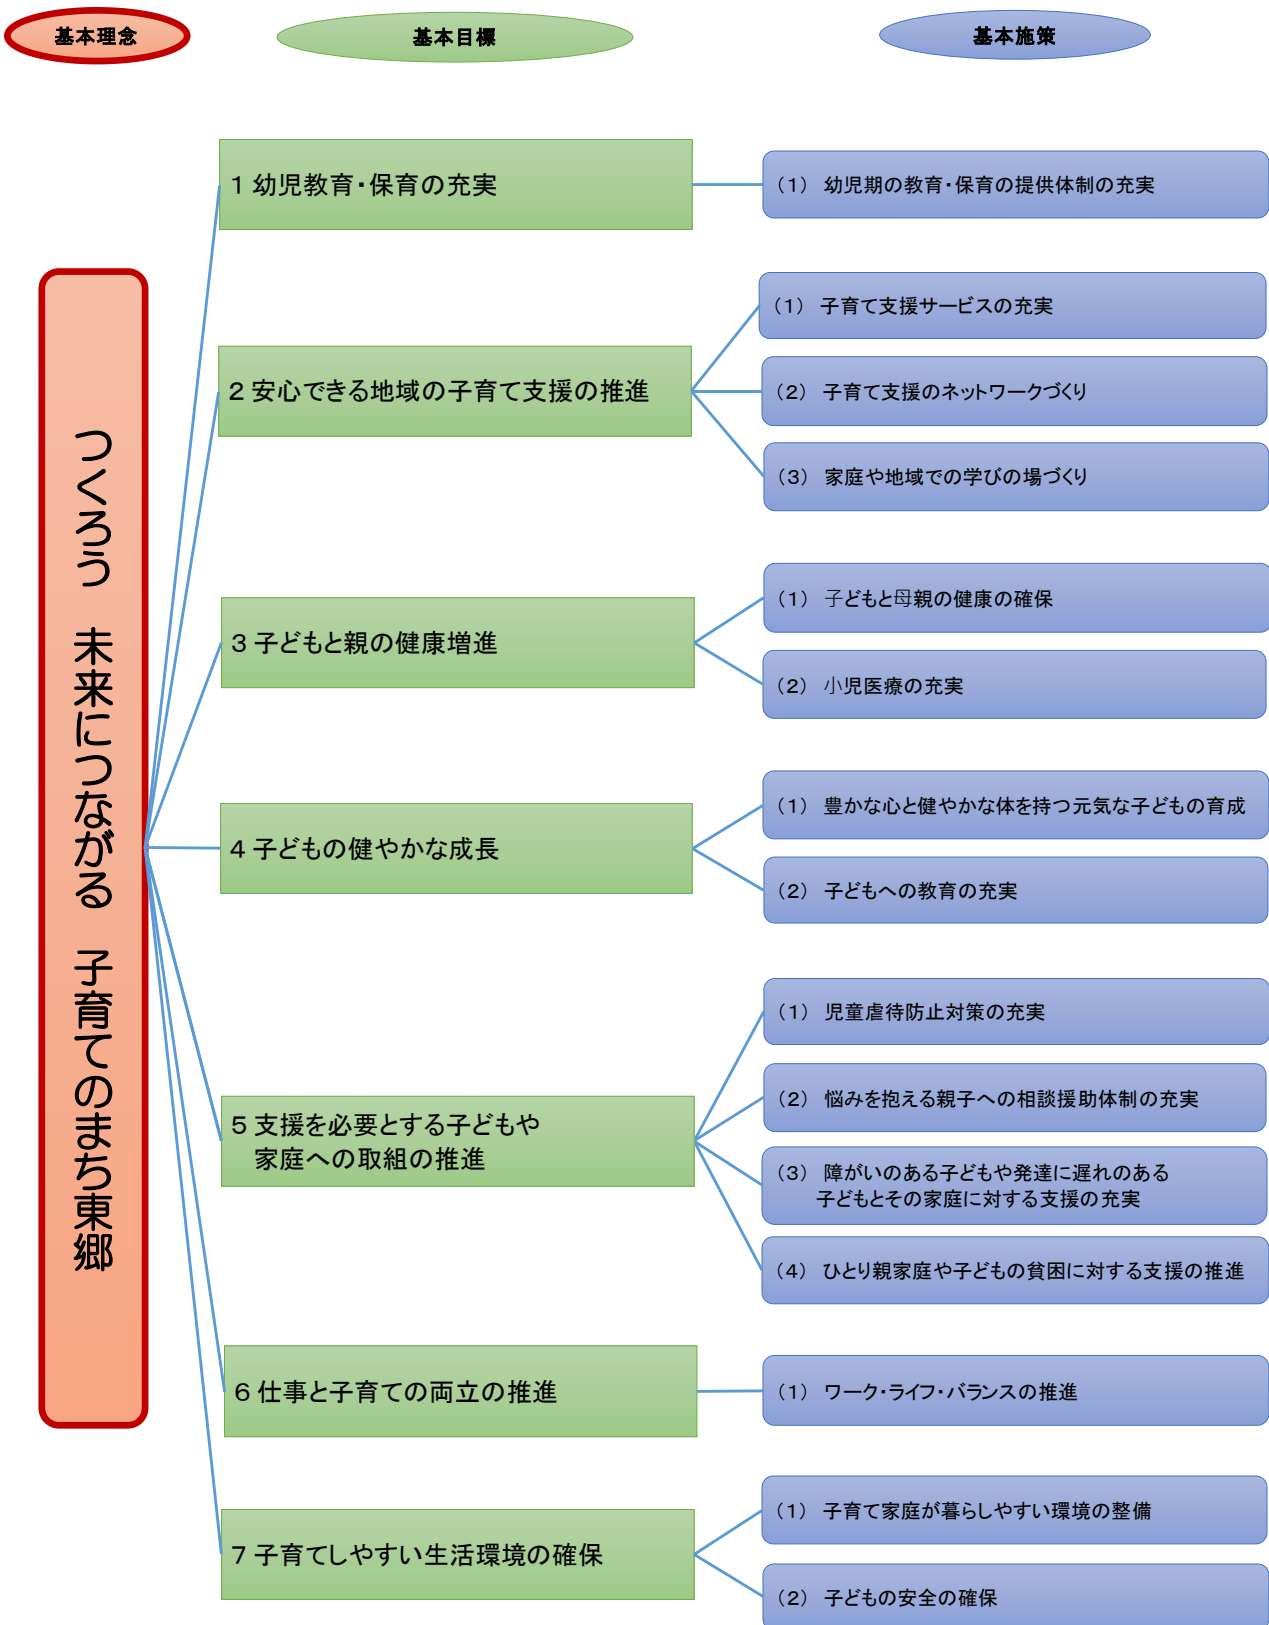 基本理念
基本目標
基本施策
つくろう　未来につながる　子育てのまち東郷
1 幼児教育・保育の充実
（1） 幼児期の教育・保育の提供体制の充実
2 安心できる地域の子育て支援の推進
（1） 子育て支援サービスの充実
（2） 子育て支援のネットワークづくり
（3） 家庭や地域での学びの場づくり
3 子どもと親の健康増進
（1） 子どもと母親の健康の確保
（2） 小児医療の充実
4 子どもの健やかな成長
（1） 豊かな心と健やかな体を持つ元気な子どもの育成
（2） 子どもへの教育の充実
5 支援を必要とする子どもや
家庭への取組の推進
（1） 児童虐待防止対策の充実
（2） 悩みを抱える親子への相談援助体制の充実
（3） 障がいのある子どもや発達に遅れのある
子どもとその家庭に対する支援の充実
（4） ひとり親家庭や子どもの貧困に対する支援の推進
6 仕事と子育ての両立の推進
（1） ワーク・ライフ・バランスの推進
7 子育てしやすい生活環境の確保
（1） 子育て家庭が暮らしやすい環境の整備
（2） 子どもの安全の確保